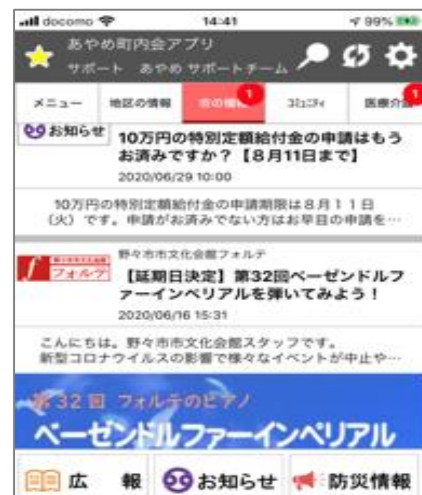 docomo 14:41 99%
あやめ町内会アプリ
サポート あやめ サポートチーム
メニュー 地区の情報 市の情報 1 コミュニティ 医療介護 1
お知らせ
10万円の特別定額給付金の申請はもう
お済みですか?【8月11日まで】
2020/06/29 10:00
10万円の特別定額給付金の申請期限は8月11日
(火)です。申請がお済みでない方はお早目の申請を…
野々市市文化会館フォルテ
フォルテ
【延期日決定】第32回ベーゼンドルフ
ァーインペリアルを弾いてみよう!
2020/06/16 15:31
こんにちは。野々市市文化会館スタッフです。
新型コロナウイルスの影響で様々なイベントが中止や…
第32回 フォルテのピアノ
ベーゼンドルファーインペリアル
広 報 お知らせ 防災情報